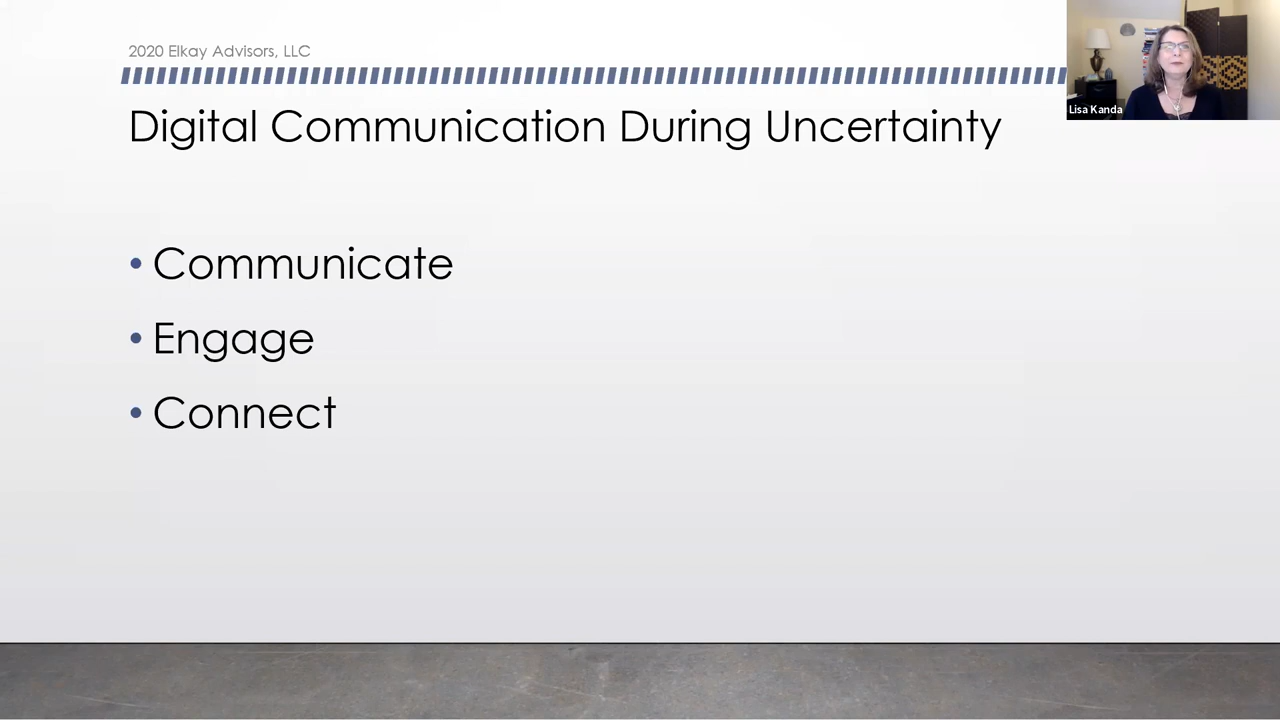 2020 Elkay Advisors, LLC
Digital Communication During Uncertainty
• Communicate
• Engage
• Connect
Lisa Kanda